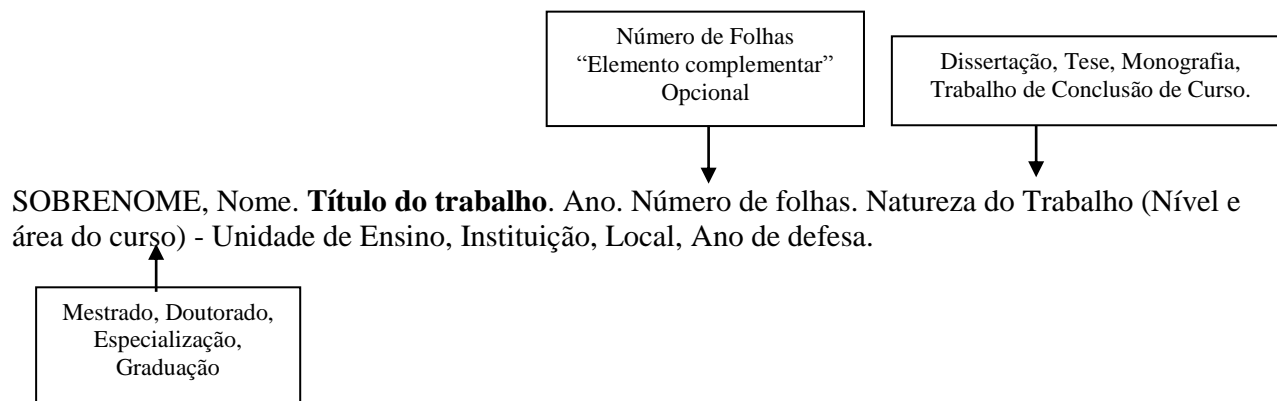 Número de Folhas
“Elemento complementar”
Opcional
Dissertação, Tese, Monografia,
Trabalho de Conclusão de Curso.
SOBRENOME, Nome. Título do trabalho. Ano. Número de folhas. Natureza do Trabalho (Nível e
área do curso) - Unidade de Ensino, Instituição, Local, Ano de defesa.
Mestrado, Doutorado,
Especialização,
Graduação